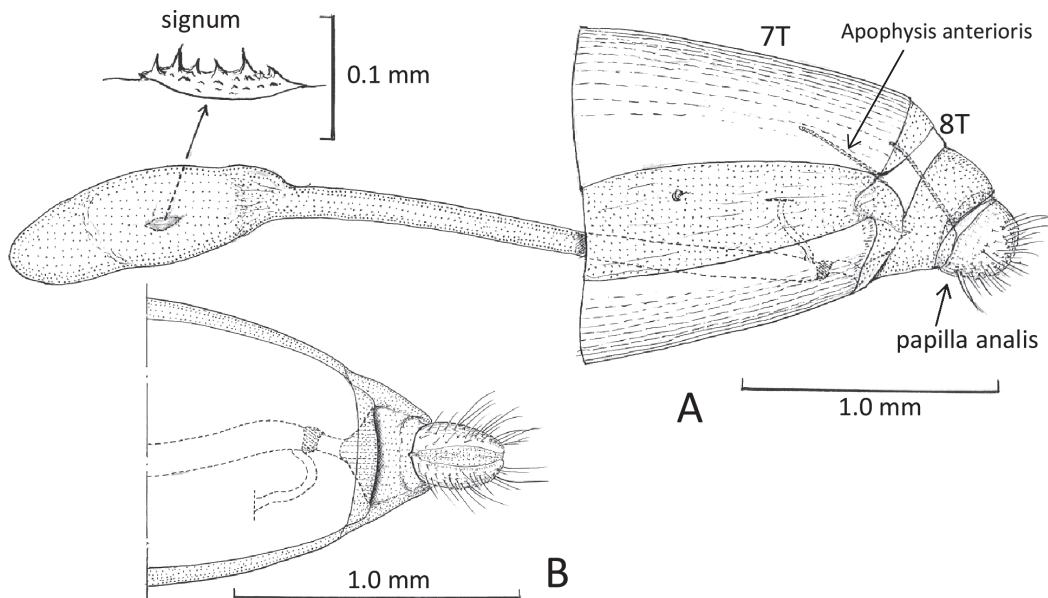 signum
0.1 mm
7T
Apophysis anterioris
8T
papilla analis
A
1.0 mm
B
1.0 mm